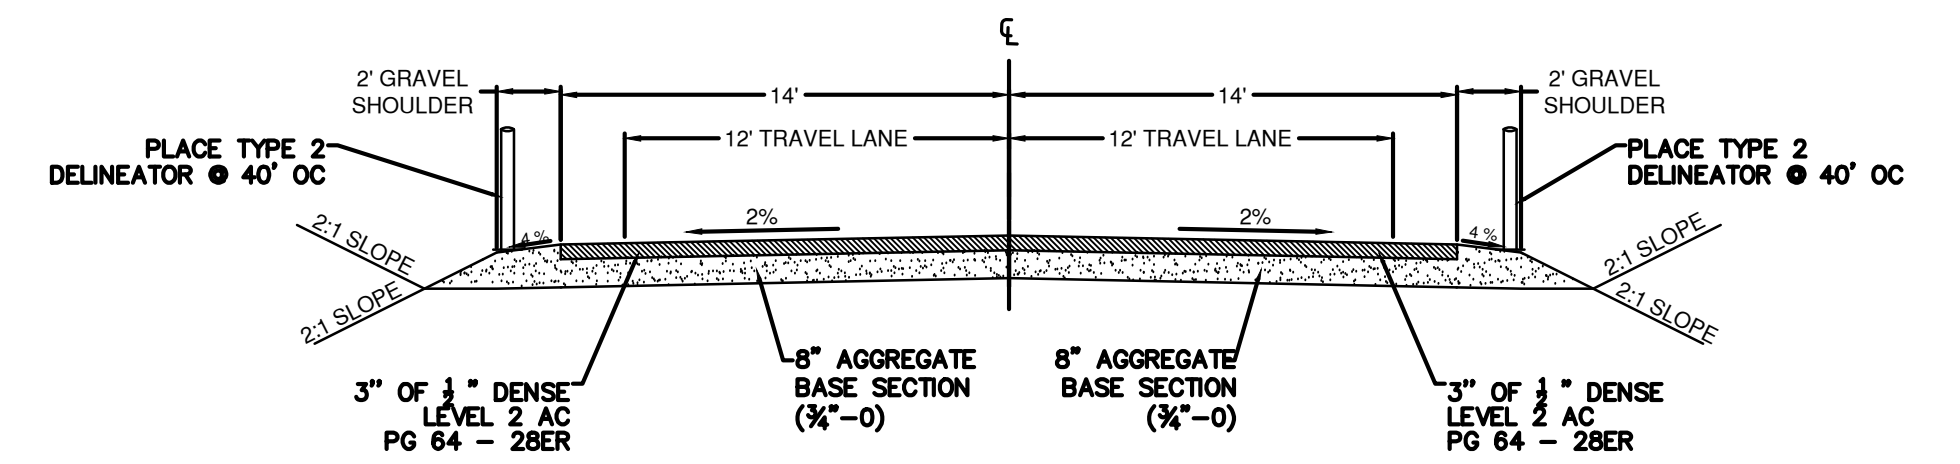 ℄
2' GRAVEL
SHOULDER
14'
14'
2' GRAVEL
SHOULDER
12' TRAVEL LANE
12' TRAVEL LANE
PLACE TYPE 2
DELINEATOR @ 40' OC
PLACE TYPE 2
DELINEATOR @ 40' OC
2%
2%
4 %
4 %
2:1 SLOPE
2:1 SLOPE
2:1 SLOPE
2:1 SLOPE
8" AGGREGATE
BASE SECTION
(¾"-0)
8" AGGREGATE
BASE SECTION
(¾"-0)
3" OF ½ " DENSE
LEVEL 2 AC
PG 64 - 28ER
3" OF ½ " DENSE
LEVEL 2 AC
PG 64 - 28ER